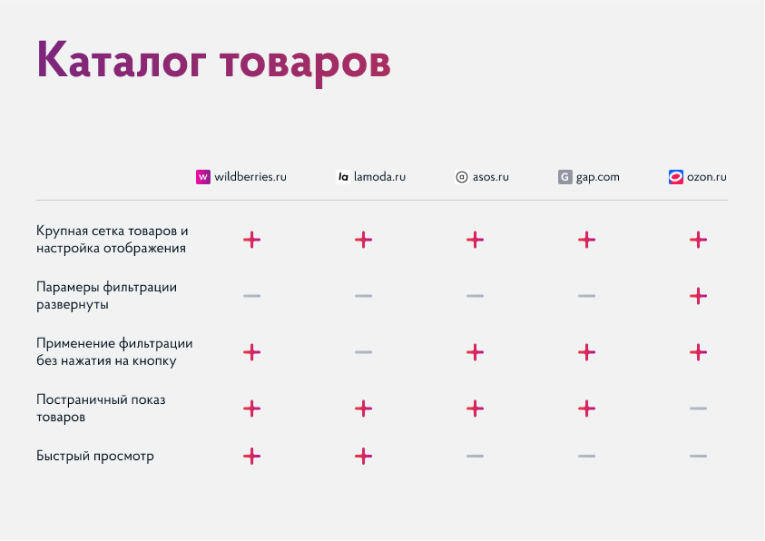 Каталог товаров
wildberries.ru lamoda.ru asos.ru gap.com ozon.ru
Крупная сетка товаров и
настройка отображения
+ + + + +
Парамеры фильтрации
развернуты
— — — — +
Применение фильтрации
без нажатия на кнопку
+ — + + +
Постраничный показ
товаров
+ + + + —
Быстрый просмотр
+ + — — —